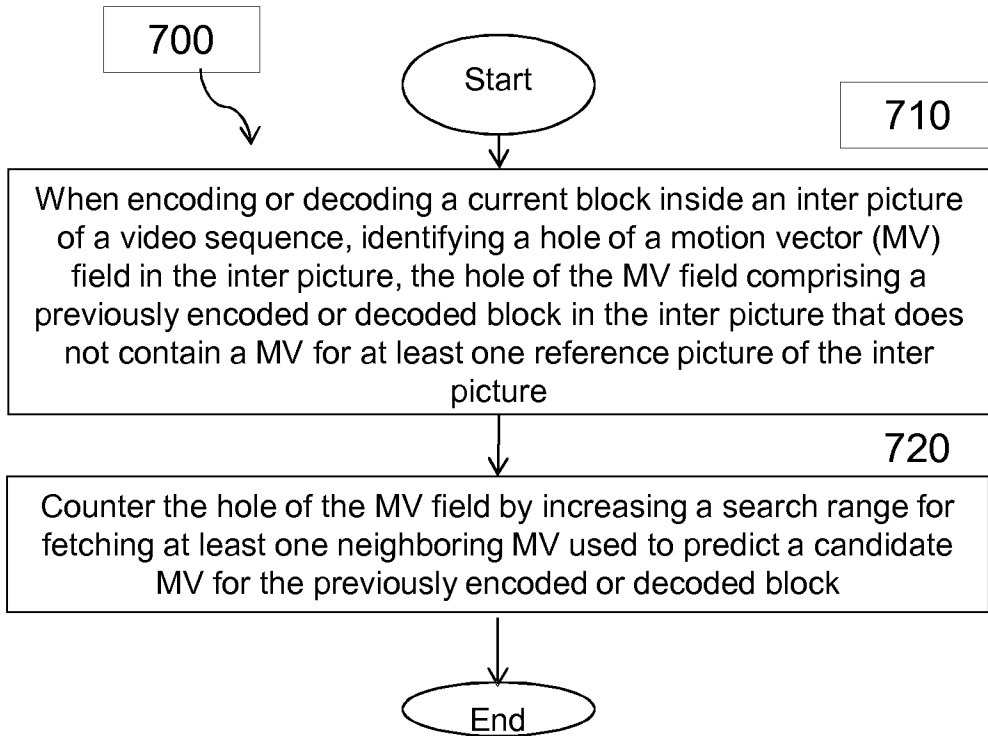 700
Start
710
When encoding or decoding a current block inside an inter picture
of a video sequence, identifying a hole of a motion vector (MV)
field in the inter picture, the hole of the MV field comprising a
previously encoded or decoded block in the inter picture that does
not contain a MV for at least one reference picture of the inter
picture
720
Counter the hole of the MV field by increasing a search range for
fetching at least one neighboring MV used to predict a candidate
MV for the previously encoded or decoded block
End